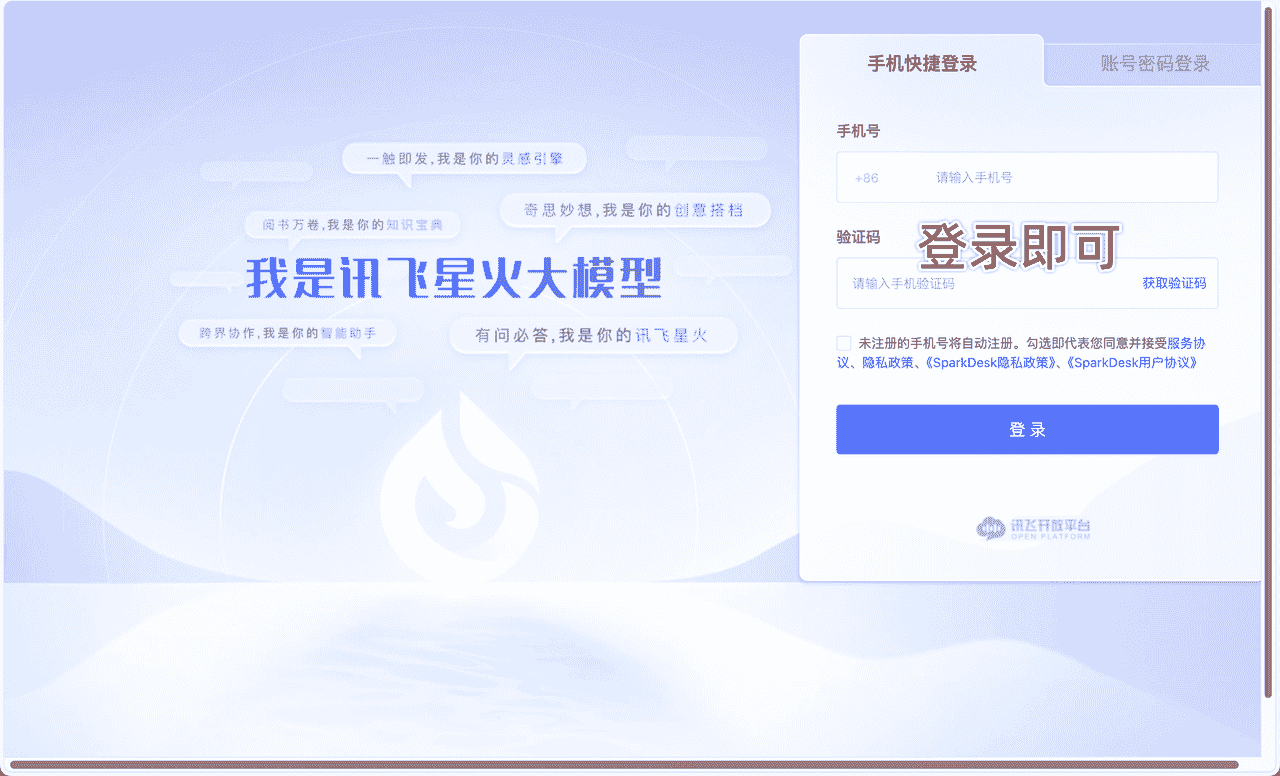 手机快捷登录
账号密码登录
手机号
+86
请输入手机号
验证码
登录即可
请输入手机验证码
获取验证码
未注册的手机号将自动注册。勾选即代表您同意并接受服务协
议、隐私政策、《SparkDesk隐私政策》、《SparkDesk用户协议》
登 录
讯飞开放平台
OPEN PLATFORM
一触即发,我是你的灵感引擎
奇思妙想,我是你的创意搭档
阅书万卷,我是你的知识宝典
我是讯飞星火大模型
跨界协作,我是你的智能助手
有问必答,我是你的讯飞星火